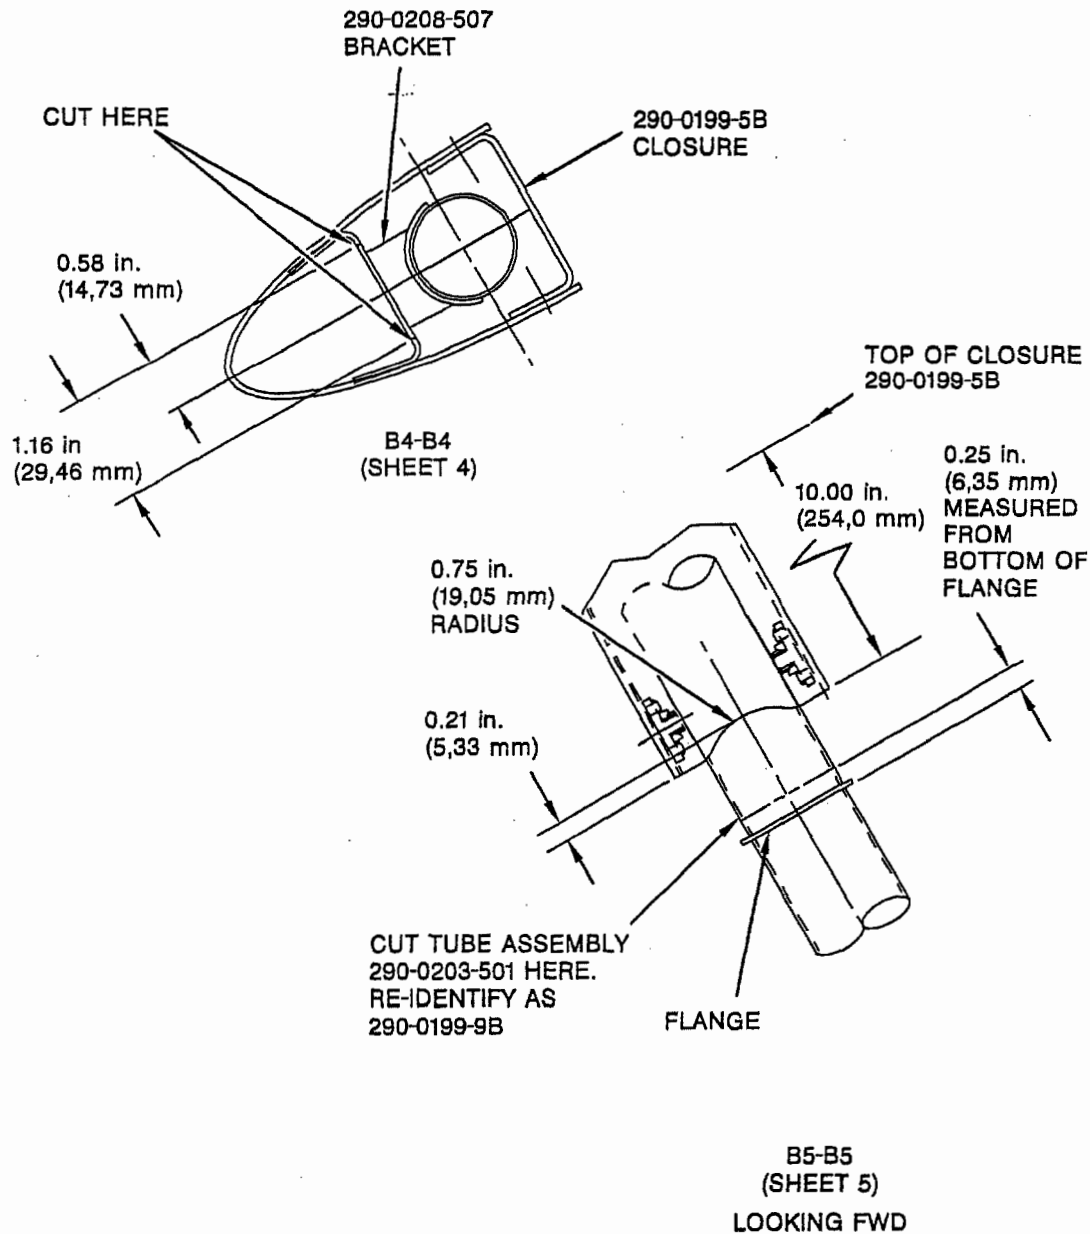 290-0208-507
BRACKET
CUT HERE
290-0199-5B
CLOSURE
0.58 in.
(14,73 mm)
1.16 in
(29,46 mm)
B4-B4
(SHEET 4)
TOP OF CLOSURE
290-0199-5B
0.25 in.
(6,35 mm)
MEASURED
FROM
BOTTOM OF
FLANGE
10.00 in.
(254,0 mm)
0.75 in.
(19,05 mm)
RADIUS
0.21 in.
(5,33 mm)
CUT TUBE ASSEMBLY
290-0203-501 HERE.
RE-IDENTIFY AS
290-0199-9B
FLANGE
B5-B5
(SHEET 5)
LOOKING FWD